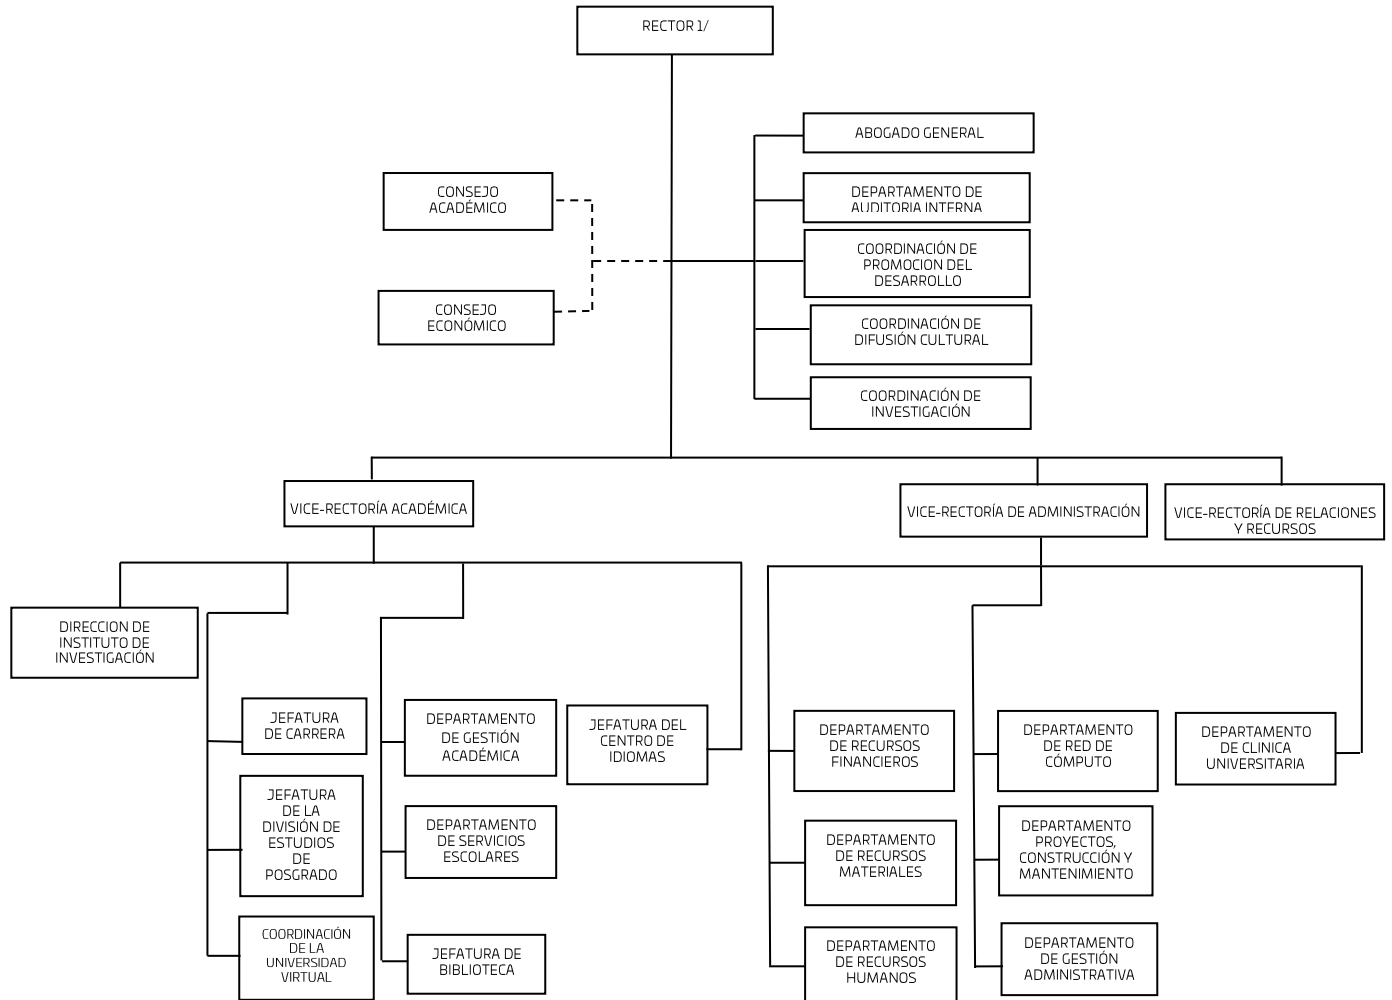 RECTOR 1/
ABOGADO GENERAL
CONSEJO
ACADÉMICO
DEPARTAMENTO DE
AUDITORIA INTERNA
COORDINACIÓN DE
PROMOCION DEL
DESARROLLO
CONSEJO
ECONÓMICO
COORDINACIÓN DE
DIFUSIÓN CULTURAL
COORDINACIÓN DE
INVESTIGACIÓN
VICE-RECTORÍA ACADÉMICA
VICE-RECTORÍA DE ADMINISTRACIÓN
VICE-RECTORÍA DE RELACIONES
Y RECURSOS
DIRECCION DE
INSTITUTO DE
INVESTIGACIÓN
JEFATURA
DE CARRERA
DEPARTAMENTO
DE GESTIÓN
ACADÉMICA
JEFATURA DEL
CENTRO DE
IDIOMAS
DEPARTAMENTO
DE RECURSOS
FINANCIEROS
DEPARTAMENTO
DE RED DE
CÓMPUTO
DEPARTAMENTO
DE CLINICA
UNIVERSITARIA
JEFATURA
DE LA
DIVISIÓN DE
ESTUDIOS
DE
POSGRADO
DEPARTAMENTO
DE SERVICIOS
ESCOLARES
DEPARTAMENTO
DE RECURSOS
MATERIALES
DEPARTAMENTO
PROYECTOS,
CONSTRUCCIÓN Y
MANTENIMIENTO
COORDINACIÓN
DE LA
UNIVERSIDAD
VIRTUAL
JEFATURA DE
BIBLIOTECA
DEPARTAMENTO
DE RECURSOS
HUMANOS
DEPARTAMENTO
DE GESTIÓN
ADMINISTRATIVA